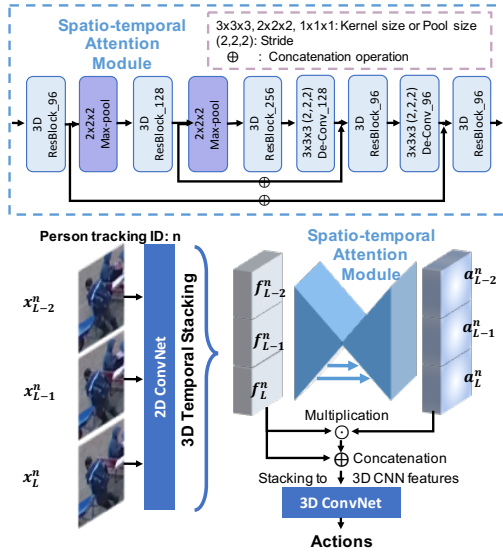 Spatio-temporal
Attention
Module
3x3x3, 2x2x2, 1x1x1: Kernel size or Pool size
(2,2,2): Stride
⊕ : Concatenation operation
3D
ResBlock_96
2x2x2
Max-pool
3D
ResBlock_128
2x2x2
Max-pool
3D
ResBlock_256
3x3x3 (2,2,2)
De-Conv_128
3D
ResBlock_96
3x3x3 (2,2,2)
De-Conv_96
3D
ResBlock_96
Person tracking ID: n
Spatio-temporal
Attention
Module
x^n_{L-2}
x^n_{L-1}
x^n_L
2D ConvNet
3D Temporal Stacking
f^n_{L-2}
f^n_{L-1}
f^n_L
a^n_{L-2}
a^n_{L-1}
a^n_L
Multiplication
Concatenation
Stacking to 3D CNN features
3D ConvNet
Actions